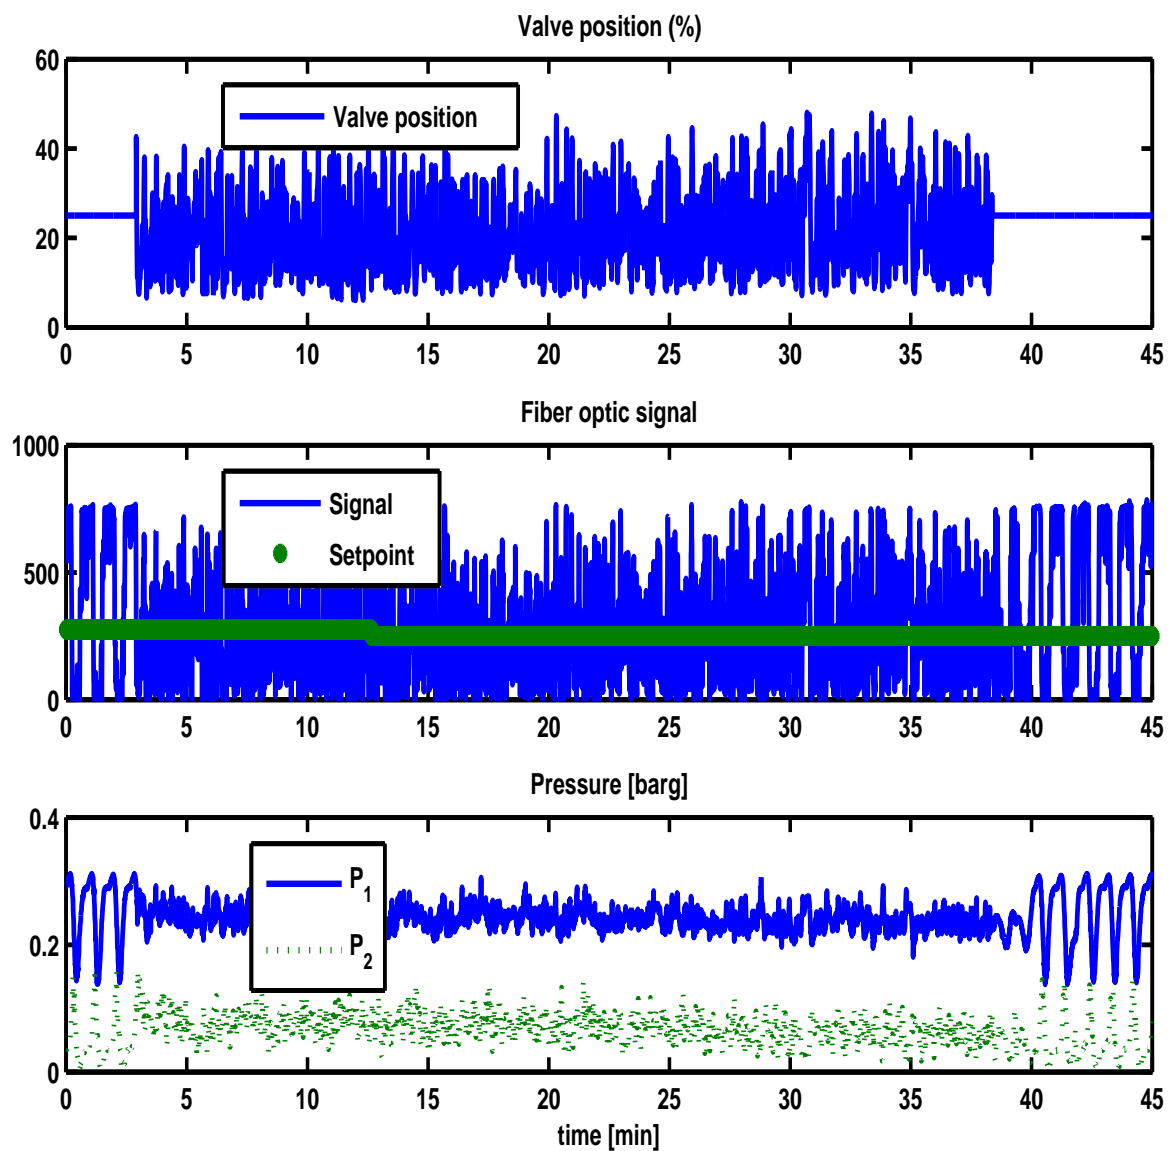 Valve position (%)
60
40
20
0
Valve position
0 5 10 15 20 25 30 35 40 45
Fiber optic signal
1000
500
0
Signal
Setpoint
0 5 10 15 20 25 30 35 40 45
Pressure [barg]
0.4
0.2
0
P1
P2
0 5 10 15 20 25 30 35 40 45
time [min]